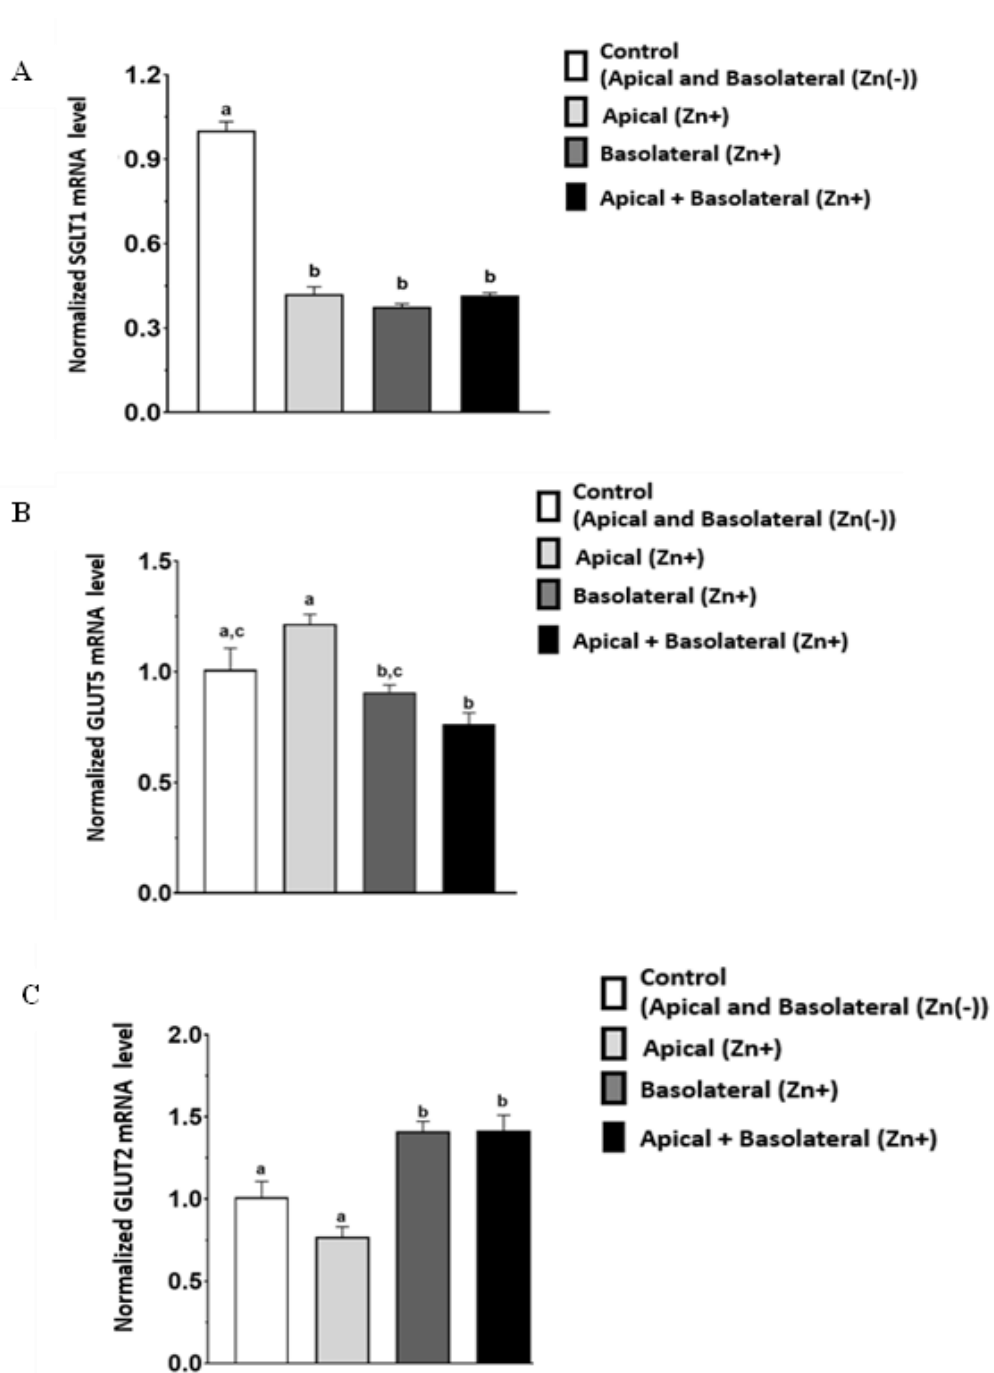 A
Normalized SGLT1 mRNA level
1.2
0.9
0.6
0.3
0.0
a
b
b
b
Control
(Apical and Basolateral (Zn(-))
Apical (Zn+)
Basolateral (Zn+)
Apical + Basolateral (Zn+)
B
Normalized GLUT5 mRNA level
1.5
1.0
0.5
0.0
a,c
a
b,c
b
Control
(Apical and Basolateral (Zn(-))
Apical (Zn+)
Basolateral (Zn+)
Apical + Basolateral (Zn+)
C
Normalized GLUT2 mRNA level
2.0
1.5
1.0
0.5
0.0
a
a
b
b
Control
(Apical and Basolateral (Zn(-))
Apical (Zn+)
Basolateral (Zn+)
Apical + Basolateral (Zn+)